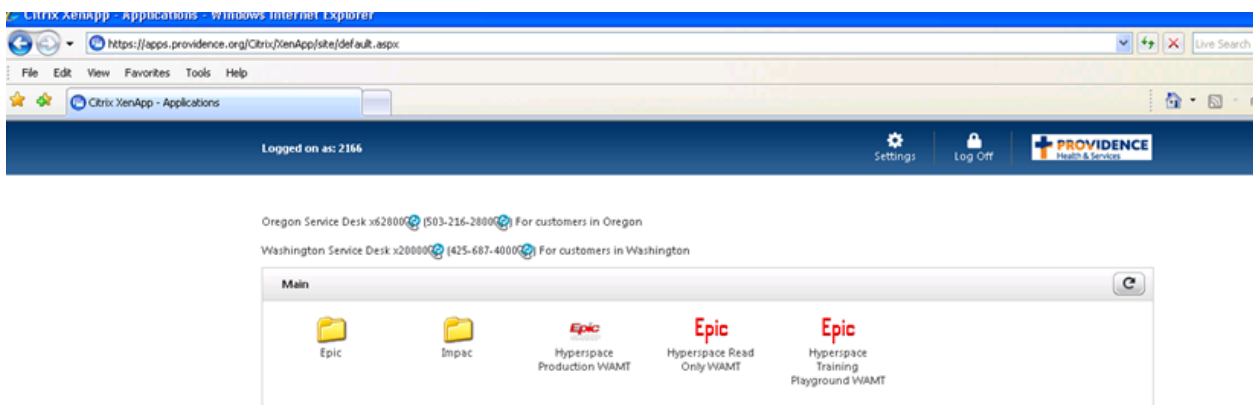 Citrix XenApp - Applications - Windows Internet Explorer
https://apps.providence.org/Citrix/XenApp/site/default.aspx
Live Search
File Edit View Favorites Tools Help
Citrix XenApp - Applications
Logged on as: 2166
Settings
Log Off
PROVIDENCE
Health & Services
Oregon Service Desk x62800 (503-216-2800) For customers in Oregon
Washington Service Desk x20000 (425-687-4000) For customers in Washington
Main
Epic
Impac
Epic
Hyperspace
Production WAMT
Epic
Hyperspace Read
Only WAMT
Epic
Hyperspace
Training
Playground WAMT